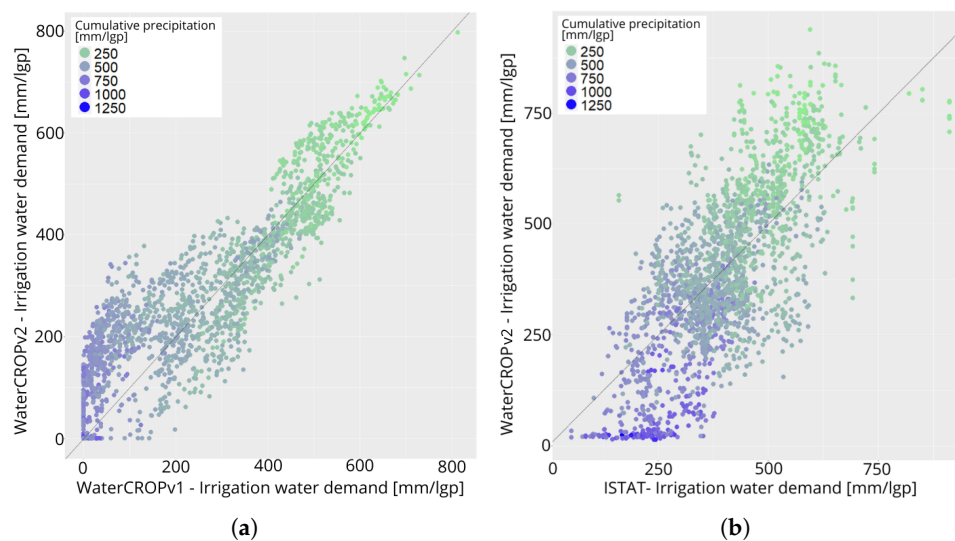 Cumulative precipitation
[mm/lgp]
250
500
750
1000
1250
WaterCROPv2 - Irrigation water demand [mm/lgp]
800
600
400
200
0
0 200 400 600 800
WaterCROPv1 - Irrigation water demand [mm/lgp]
(a)
Cumulative precipitation
[mm/lgp]
250
500
750
1000
1250
WaterCROPv2 - Irrigation water demand [mm/lgp]
750
500
250
0
0 250 500 750
ISTAT- Irrigation water demand [mm/lgp]
(b)